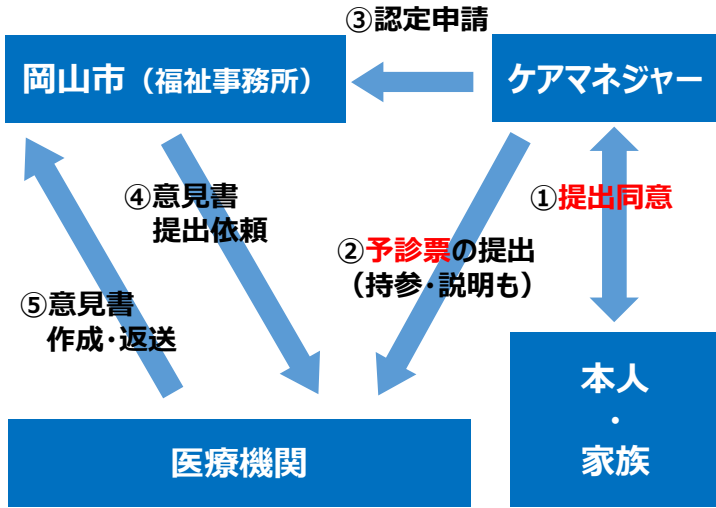 ③認定申請
岡山市（福祉事務所）
ケアマネジャー
④意見書
提出依頼
①提出同意
②予診票の提出
（持参・説明も）
⑤意見書
作成・返送
本人
・
家族
医療機関